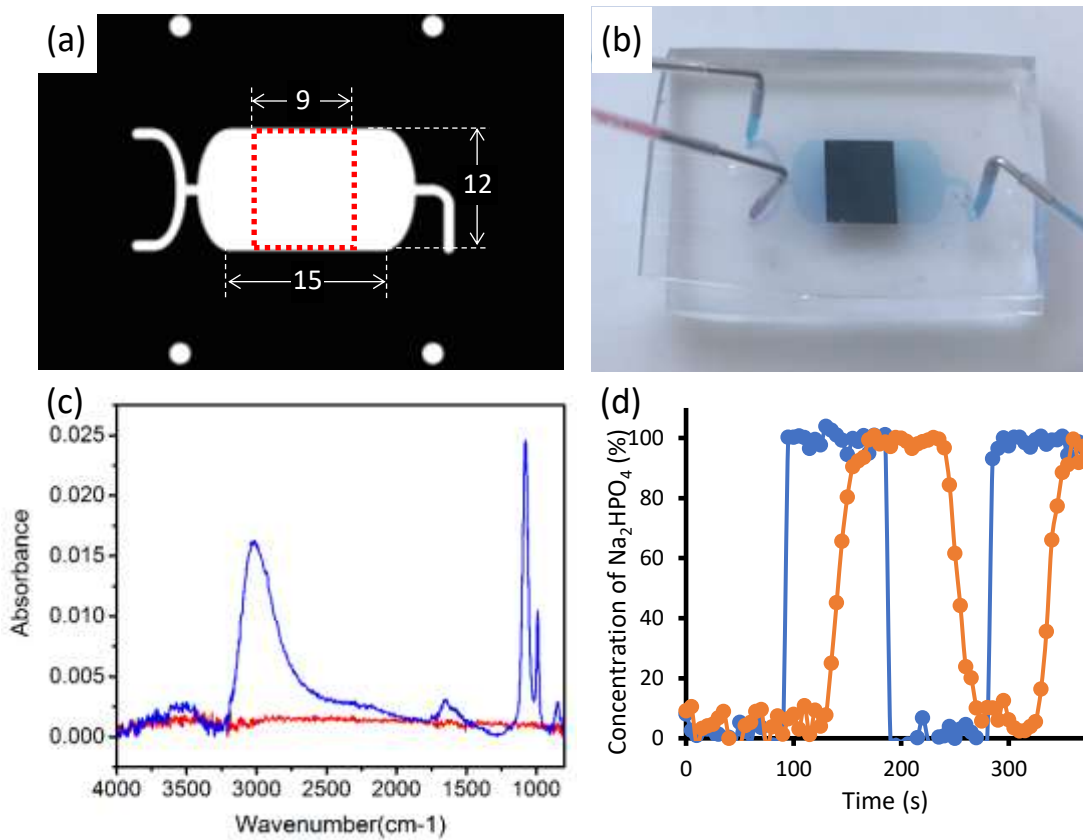 (a)
9
12
15
(b)
(c)
Absorbance
0.025
0.020
0.015
0.010
0.005
0.000
4000 3500 3000 2500 2000 1500 1000
Wavenumber(cm-1)
(d)
Concentration of Na₂HPO₄ (%)
100
80
60
40
20
0
0 100 200 300
Time (s)